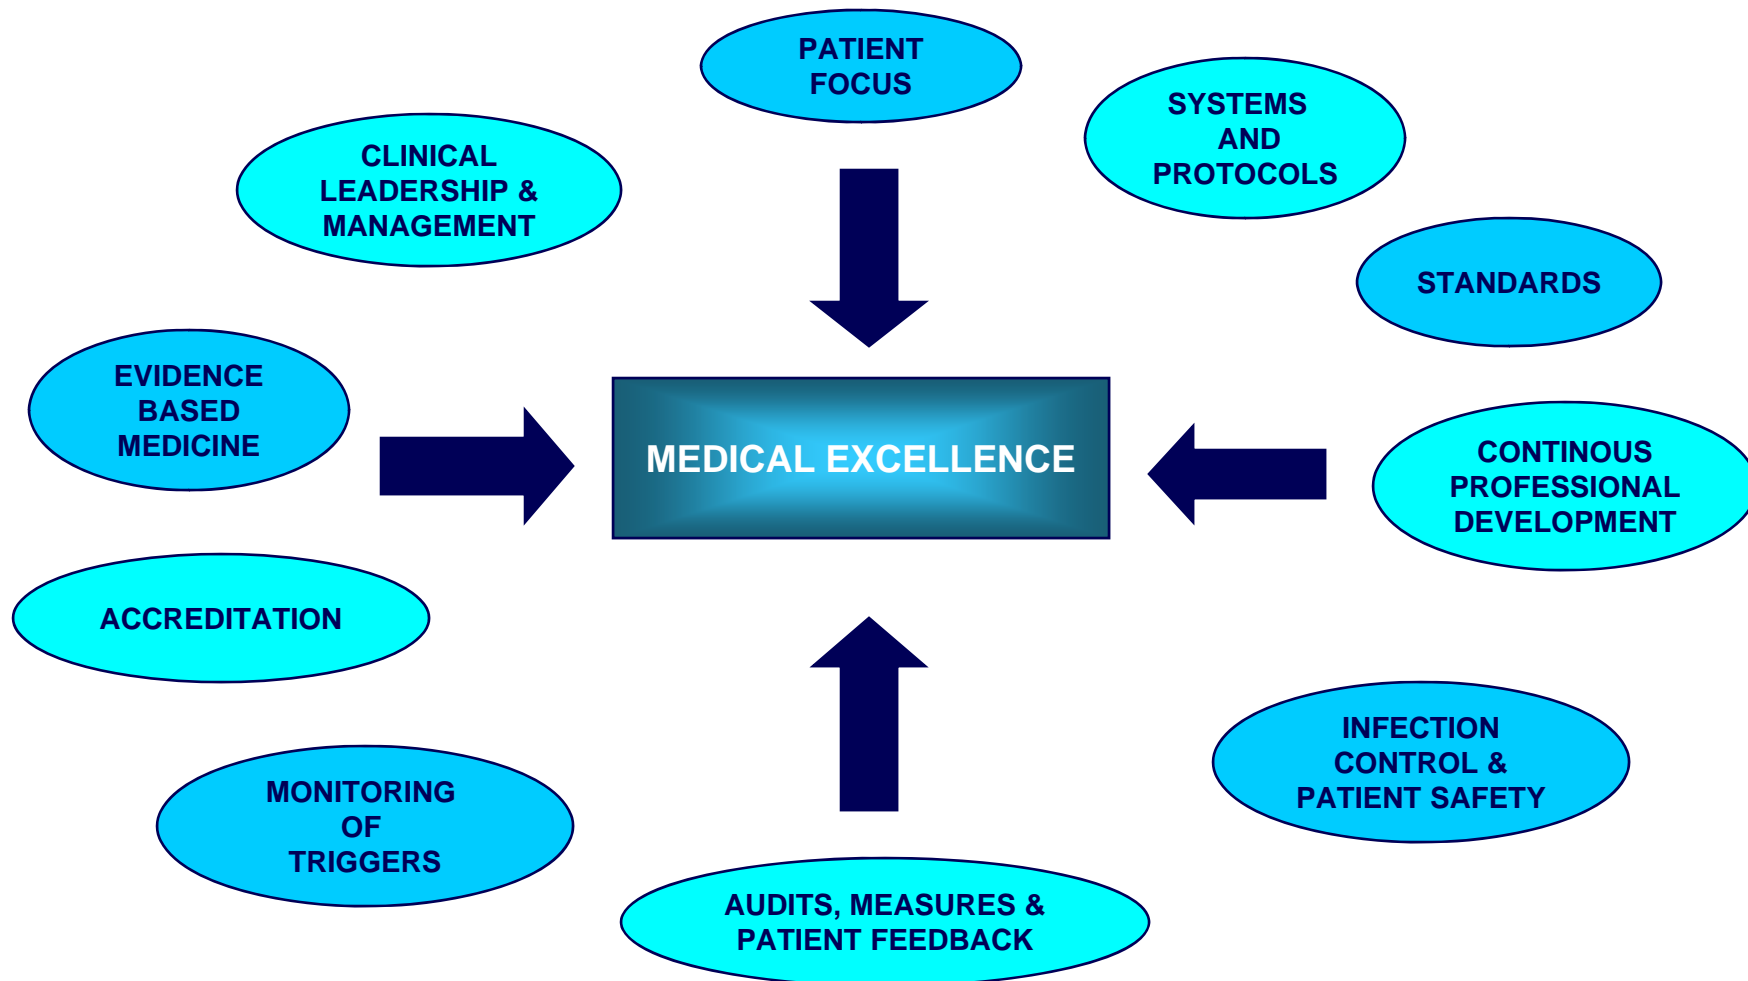 PATIENT
FOCUS
SYSTEMS
AND
PROTOCOLS
CLINICAL
LEADERSHIP &
MANAGEMENT
STANDARDS
EVIDENCE
BASED
MEDICINE
MEDICAL EXCELLENCE
CONTINOUS
PROFESSIONAL
DEVELOPMENT
ACCREDITATION
INFECTION
CONTROL &
PATIENT SAFETY
MONITORING
OF
TRIGGERS
AUDITS, MEASURES &
PATIENT FEEDBACK